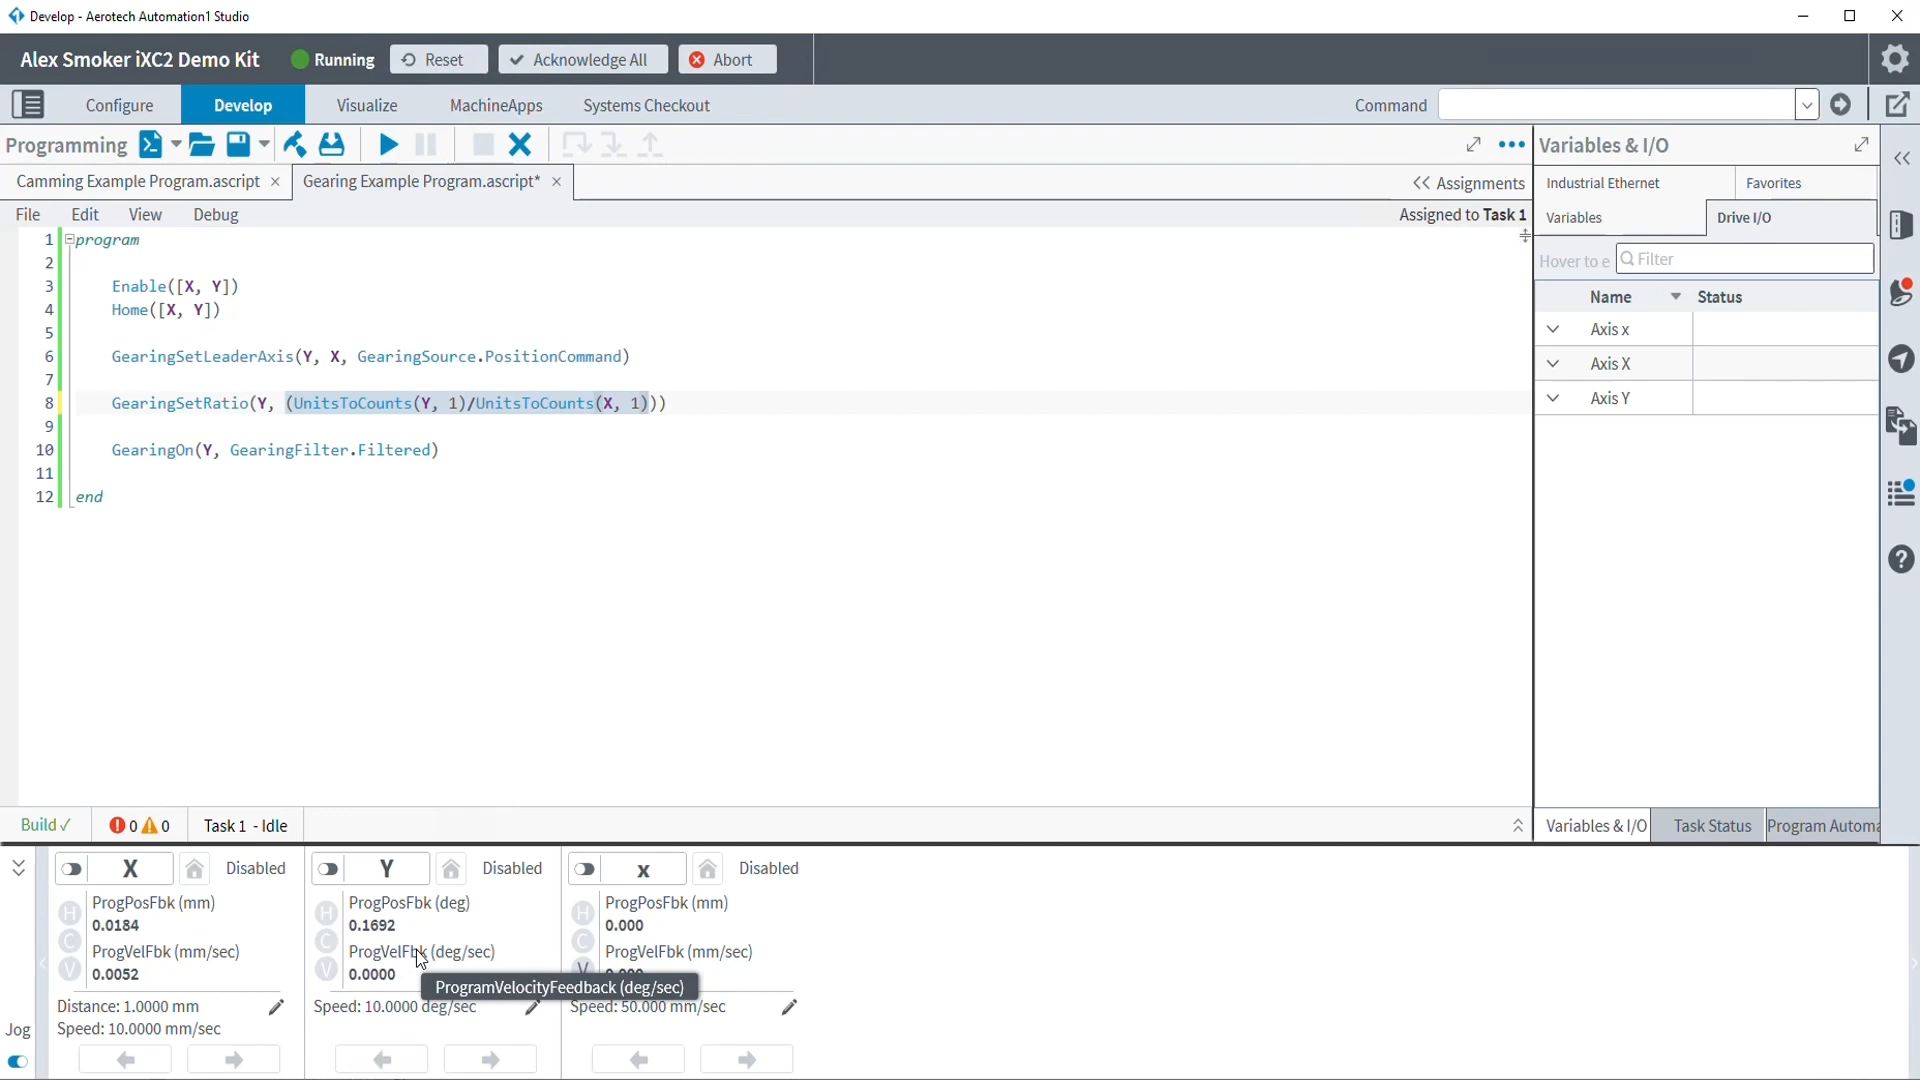 Develop - Aerotech Automation1 Studio
Alex Smoker iXC2 Demo Kit Running Reset Acknowledge All Abort
Configure Develop Visualize MachineApps Systems Checkout Command
Programming Variables & I/O
Camming Example Program.ascript Gearing Example Program.ascript* Assignments Industrial Ethernet Favorites
File Edit View Debug Assigned to Task 1 Variables Drive I/O
1 program
2
3 Enable([X, Y])
4 Home([X, Y])
5
6 GearingSetLeaderAxis(Y, X, GearingSource.PositionCommand)
7
8 GearingSetRatio(Y, (UnitsToCounts(Y, 1)/UnitsToCounts(X, 1)))
9
10 GearingOn(Y, GearingFilter.Filtered)
11
12 end
Hover to e Filter
Name Status
Axis x
Axis X
Axis Y
Build ✓ 0 0 Task 1 - Idle Variables & I/O Task Status Program Automa
X Disabled Y Disabled x Disabled
H ProgPosFbk (mm) H ProgPosFbk (deg) H ProgPosFbk (mm)
0.0184 0.1692 0.000
C ProgVelFbk (mm/sec) C ProgVelFbk (deg/sec) C ProgVelFbk (mm/sec)
V 0.0052 V 0.0000 V
ProgramVelocityFeedback (deg/sec)
Distance: 1.0000 mm Speed: 10.0000 deg/sec Speed: 50.000 mm/sec
Jog Speed: 10.0000 mm/sec